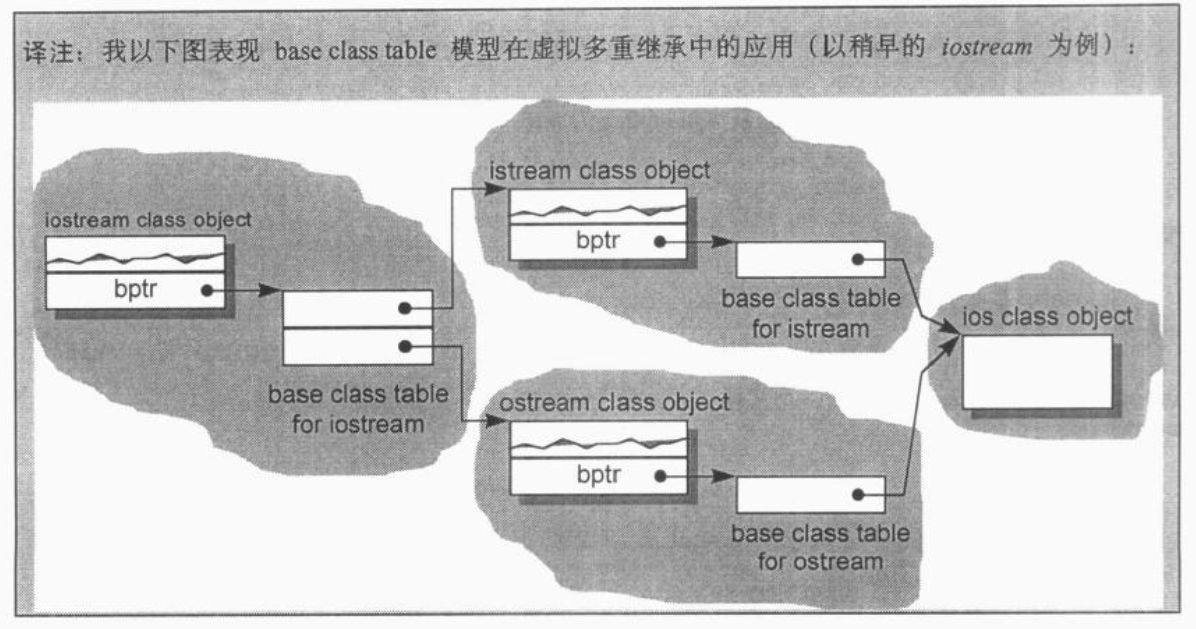 译注：我以下图表现 base class table 模型在虚拟多重继承中的应用（以稍早的 iostream 为例）：
iostream class object
bptr
base class table
for iostream
istream class object
bptr
base class table
for istream
ostream class object
bptr
base class table
for ostream
ios class object